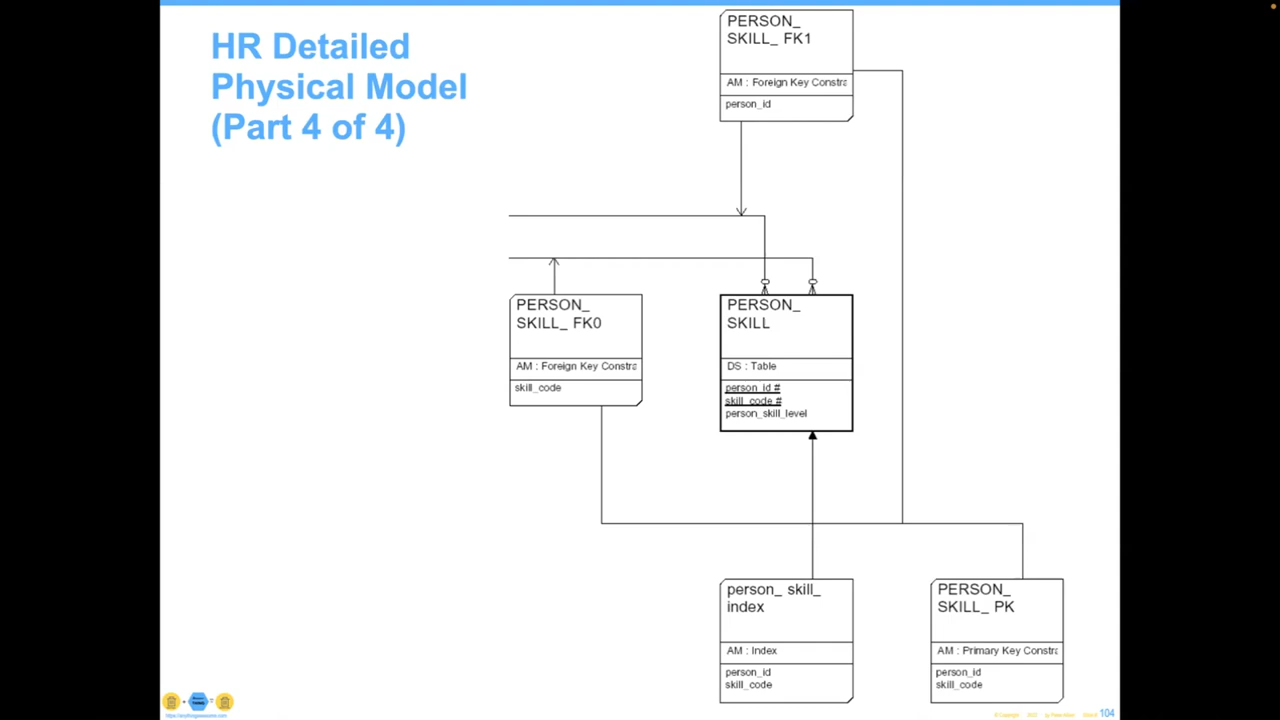 HR Detailed
Physical Model
(Part 4 of 4)
PERSON_
SKILL_ FK1
AM : Foreign Key Constra
person_id
PERSON_
SKILL_ FK0
AM : Foreign Key Constra
skill_code
PERSON_
SKILL
DS : Table
person_id #
skill_code #
person_skill_level
person_ skill_
index
AM : Index
person_id
skill_code
PERSON_
SKILL_ PK
AM : Primary Key Constra
person_id
skill_code
104